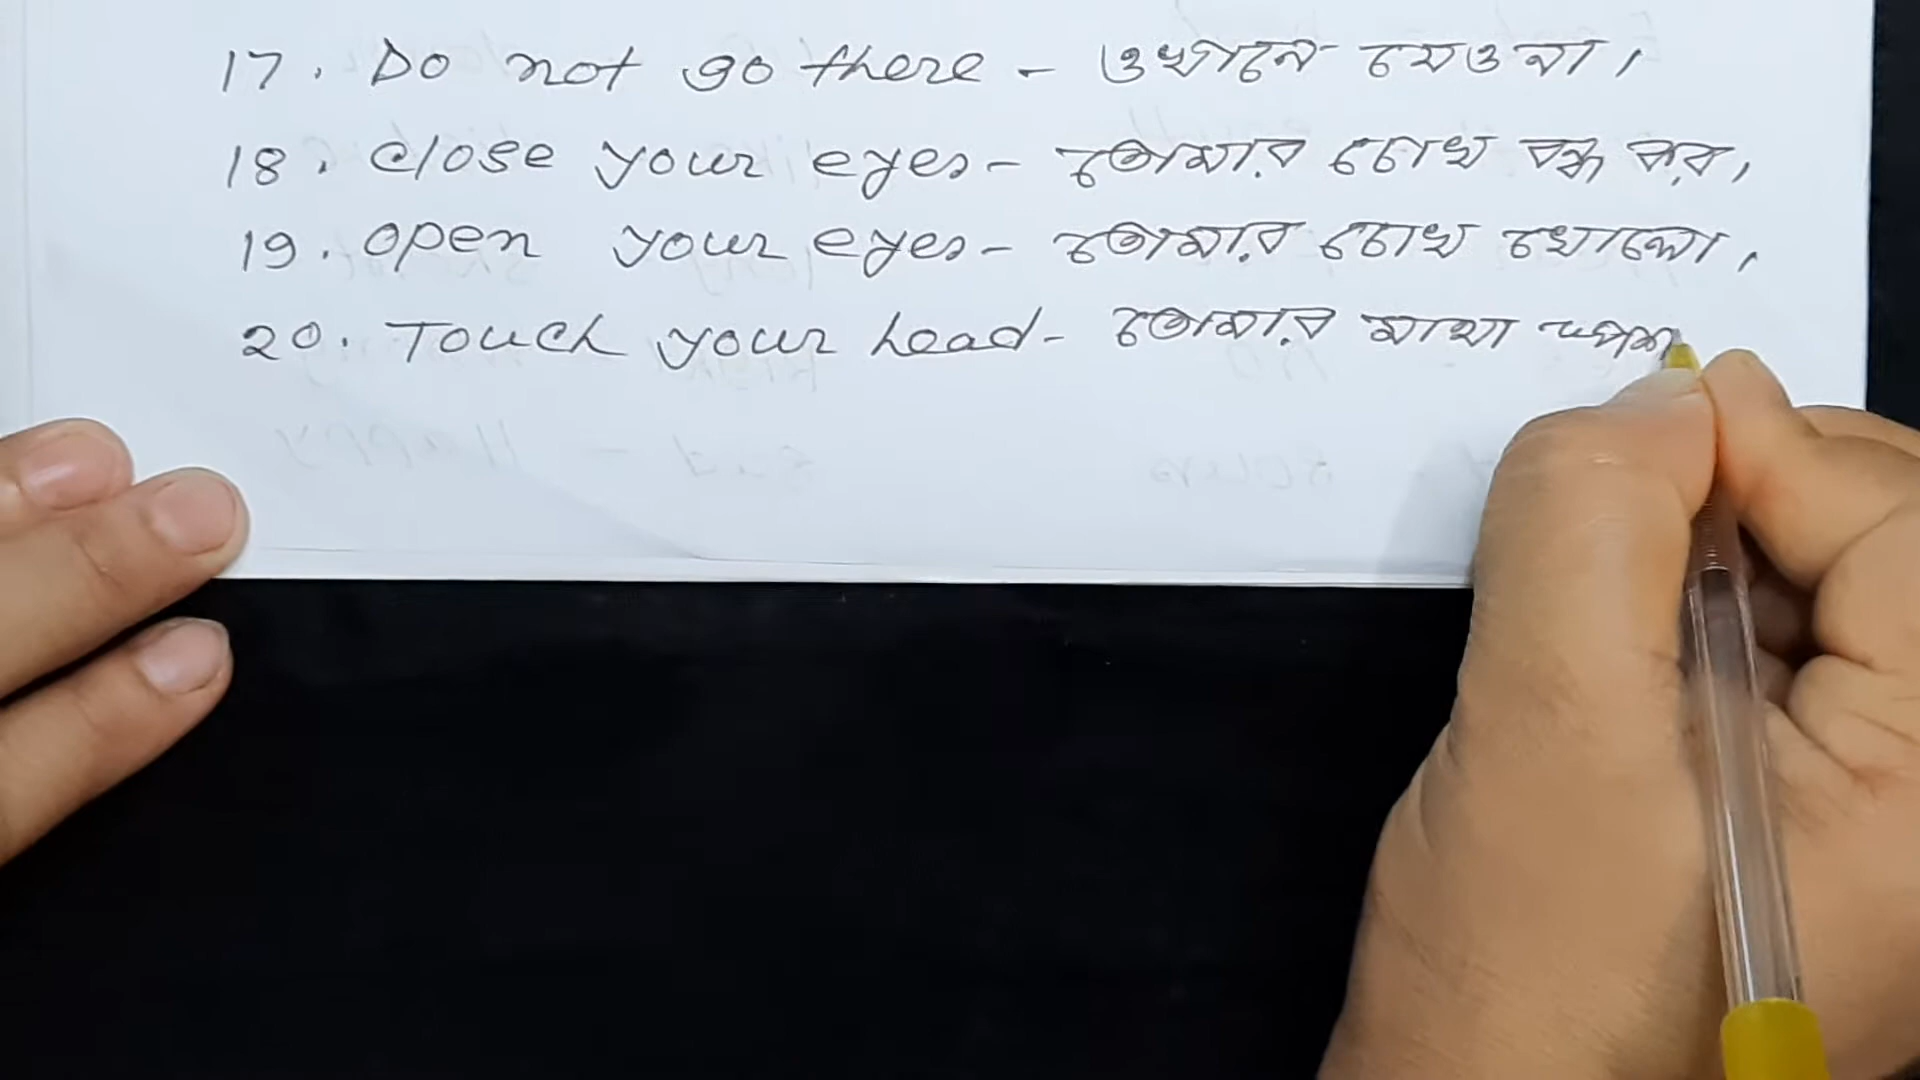 17. Do not go there - ওখানে যেও না।
18. close your eyes - তোমার চোখ বন্ধ কর।
19. open your eyes - তোমার চোখ খোলো।
20. Touch your head - তোমার মাথা স্পর্শ